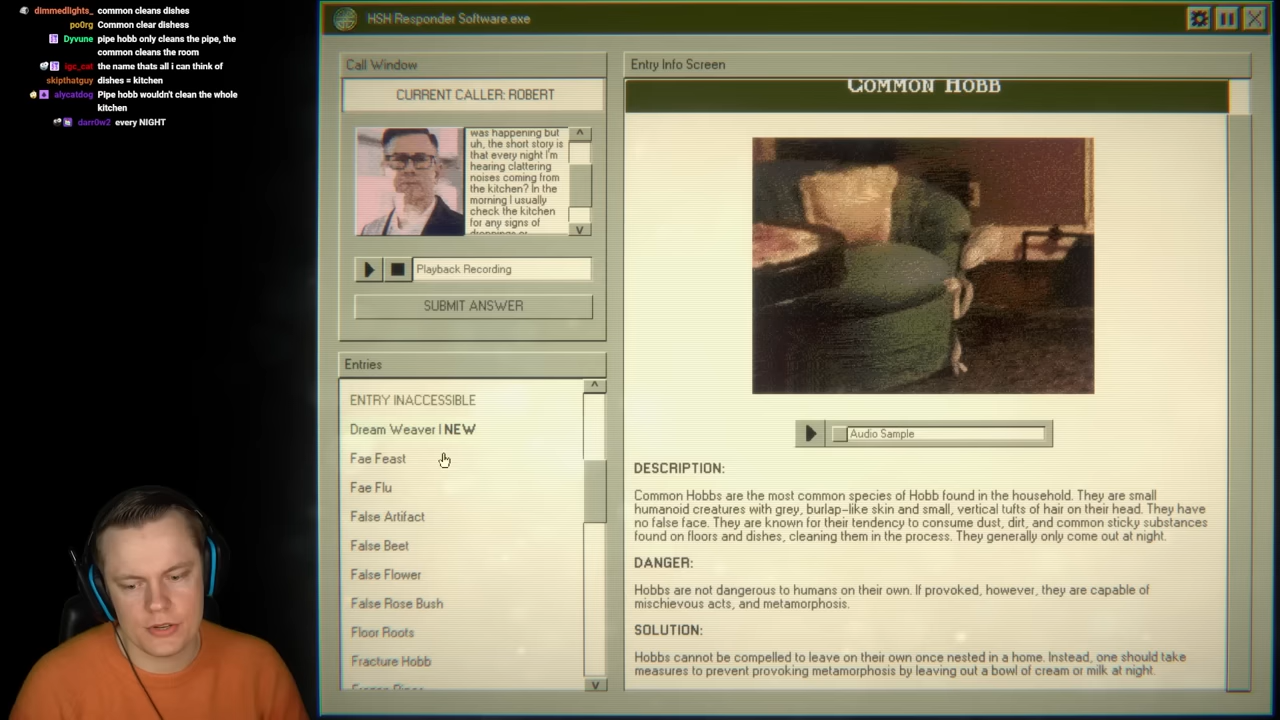 dimmedlights_ common cleans dishes
po0rg Common clear dishess
Dyvune pipe hobb only cleans the pipe, the
common cleans the room
igc_cat the name thats all i can think of
skipthatguy dishes = kitchen
alycatdog Pipe hobb wouldn't clean the whole
kitchen
darr0w2 every NIGHT
HSH Responder Software.exe
Call Window
CURRENT CALLER: ROBERT
was happening but
uh, the short story is
that every night I'm
hearing clattering
noises coming from
the kitchen? In the
morning I usually
check the kitchen
for any signs of
Playback Recording
SUBMIT ANSWER
Entries
ENTRY INACCESSIBLE
Dream Weaver | NEW
Fae Feast
Fae Flu
False Artifact
False Beet
False Flower
False Rose Bush
Floor Roots
Fracture Hobb
Entry Info Screen
COMMON HOBB
Audio Sample
DESCRIPTION:
Common Hobbs are the most common species of Hobb found in the household. They are small
humanoid creatures with grey, burlap-like skin and small, vertical tufts of hair on their head. They have
no false face. They are known for their tendency to consume dust, dirt, and common sticky substances
found on floors and dishes, cleaning them in the process. They generally only come out at night.
DANGER:
Hobbs are not dangerous to humans on their own. If provoked, however, they are capable of
mischievous acts, and metamorphosis.
SOLUTION:
Hobbs cannot be compelled to leave on their own once nested in a home. Instead, one should take
measures to prevent provoking metamorphosis by leaving out a bowl of cream or milk at night.